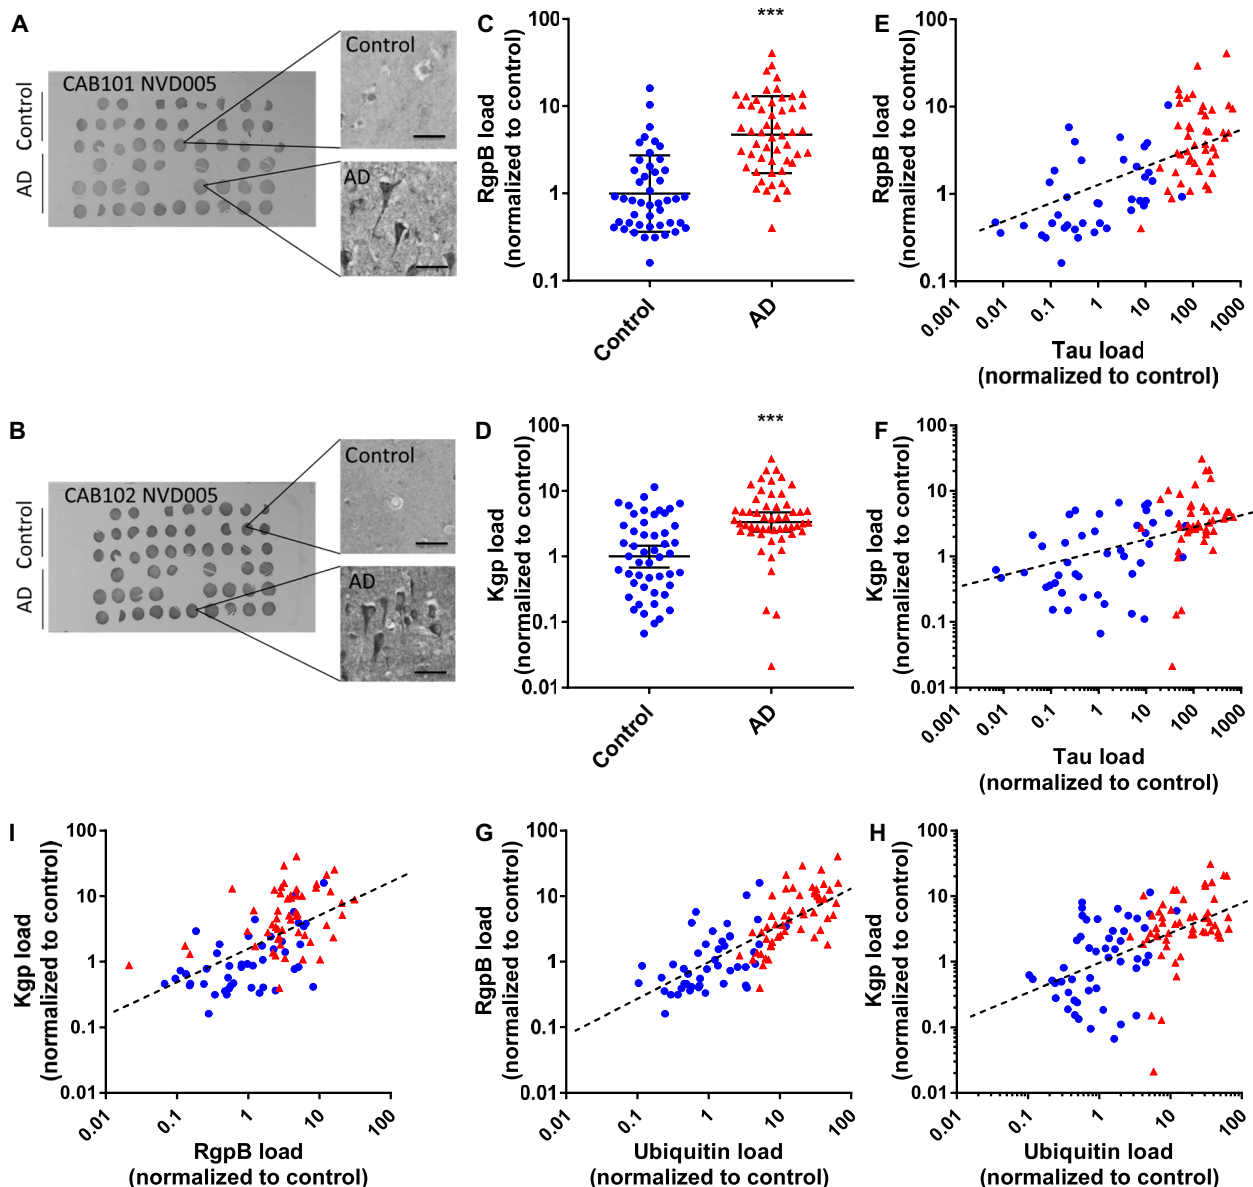 A
CAB101 NVD005
Control
AD
Control
AD
C
***
RgpB load
(normalized to control)
100
10
1
0.1
Control
AD
E
RgpB load
(normalized to control)
100
10
1
0.1
0.001
0.01
0.1
1
10
100
1000
Tau load
(normalized to control)
B
CAB102 NVD005
Control
AD
Control
AD
D
***
Kgp load
(normalized to control)
100
10
1
0.1
0.01
Control
AD
F
Kgp load
(normalized to control)
100
10
1
0.1
0.01
0.001
0.01
0.1
1
10
100
1000
Tau load
(normalized to control)
I
Kgp load
(normalized to control)
100
10
1
0.1
0.01
0.01
0.1
1
10
100
RgpB load
(normalized to control)
G
RgpB load
(normalized to control)
100
10
1
0.1
0.01
0.01
0.1
1
10
100
Ubiquitin load
(normalized to control)
H
Kgp load
(normalized to control)
100
10
1
0.1
0.01
0.01
0.1
1
10
100
Ubiquitin load
(normalized to control)